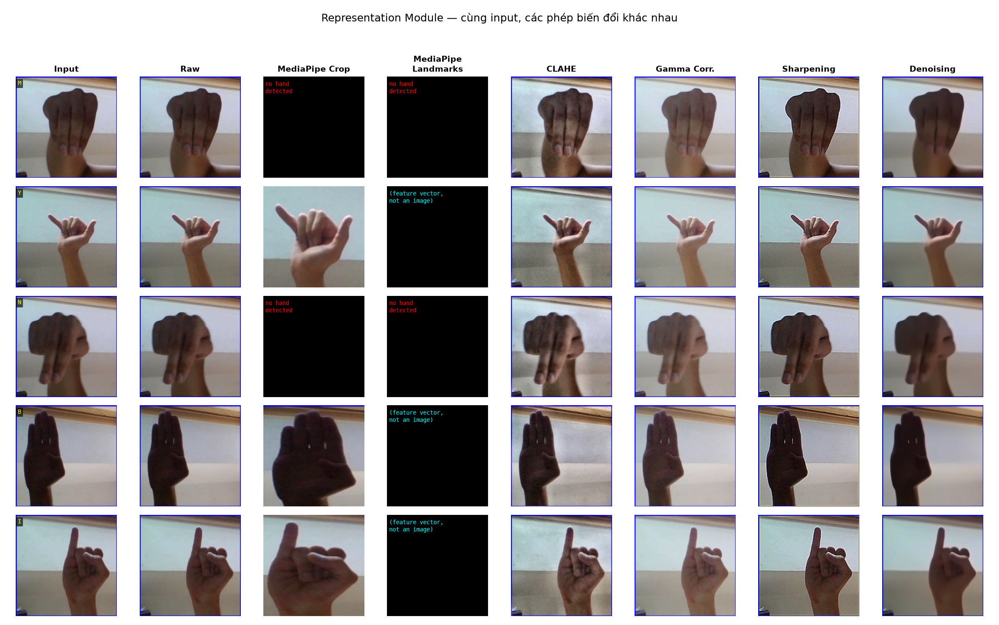 Representation Module — cùng input, các phép biến đổi khác nhau
Input
Raw
MediaPipe Crop
MediaPipe
Landmarks
CLAHE
Gamma Corr.
Sharpening
Denoising
M
no hand
detected
no hand
detected
Y
(feature vector,
not an image)
N
no hand
detected
no hand
detected
B
(feature vector,
not an image)
I
(feature vector,
not an image)